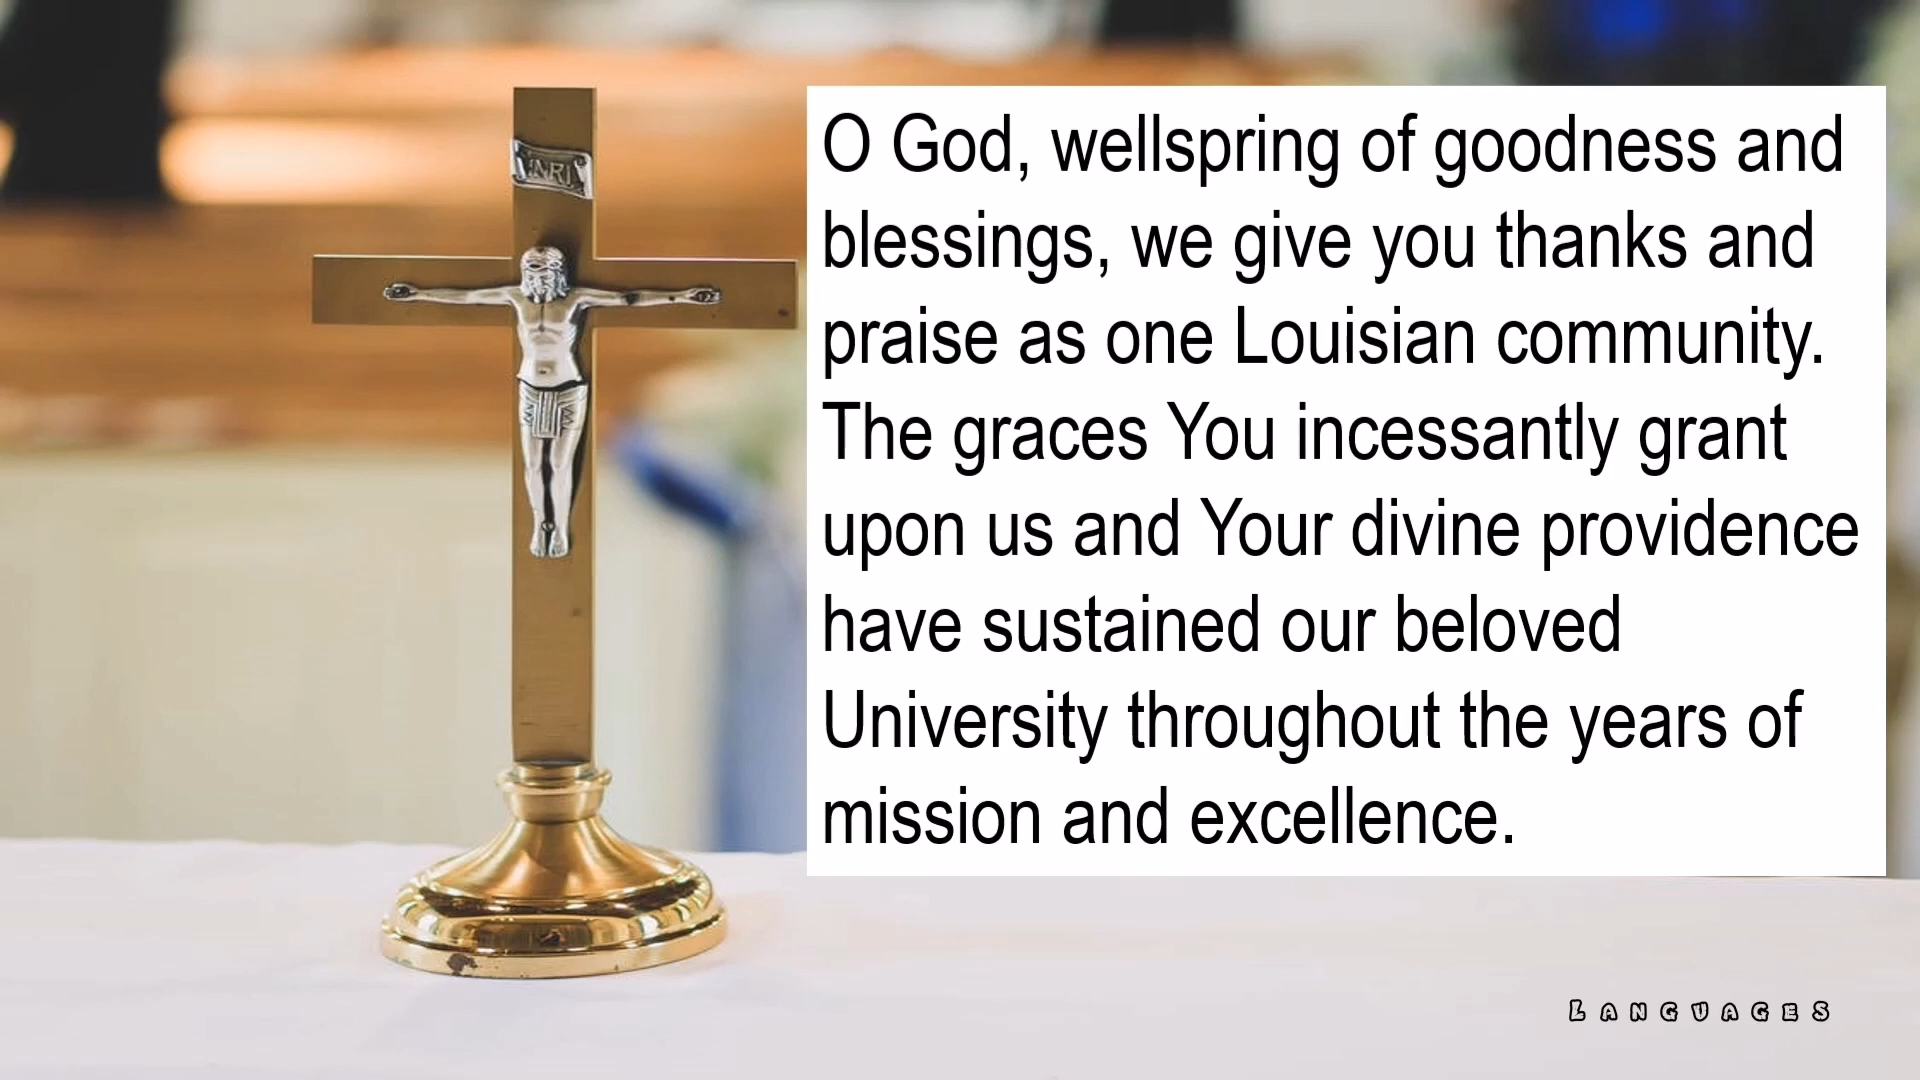 INRI
O God, wellspring of goodness and
blessings, we give you thanks and
praise as one Louisian community.
The graces You incessantly grant
upon us and Your divine providence
have sustained our beloved
University throughout the years of
mission and excellence.
LANGUAGES